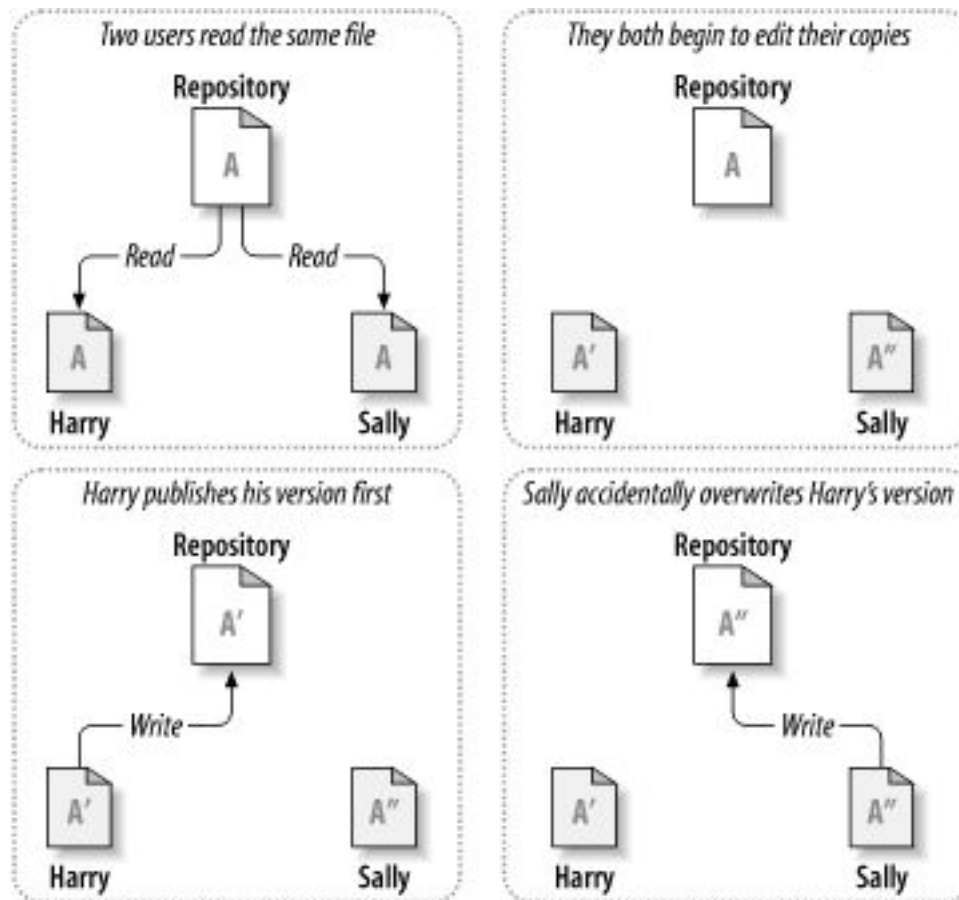 Two users read the same file
Repository
A
Read
Read
A
A
Harry
Sally
They both begin to edit their copies
Repository
A
A'
A"
Harry
Sally
Harry publishes his version first
Repository
A'
Write
A'
A"
Harry
Sally
Sally accidentally overwrites Harry's version
Repository
A"
Write
A'
A"
Harry
Sally